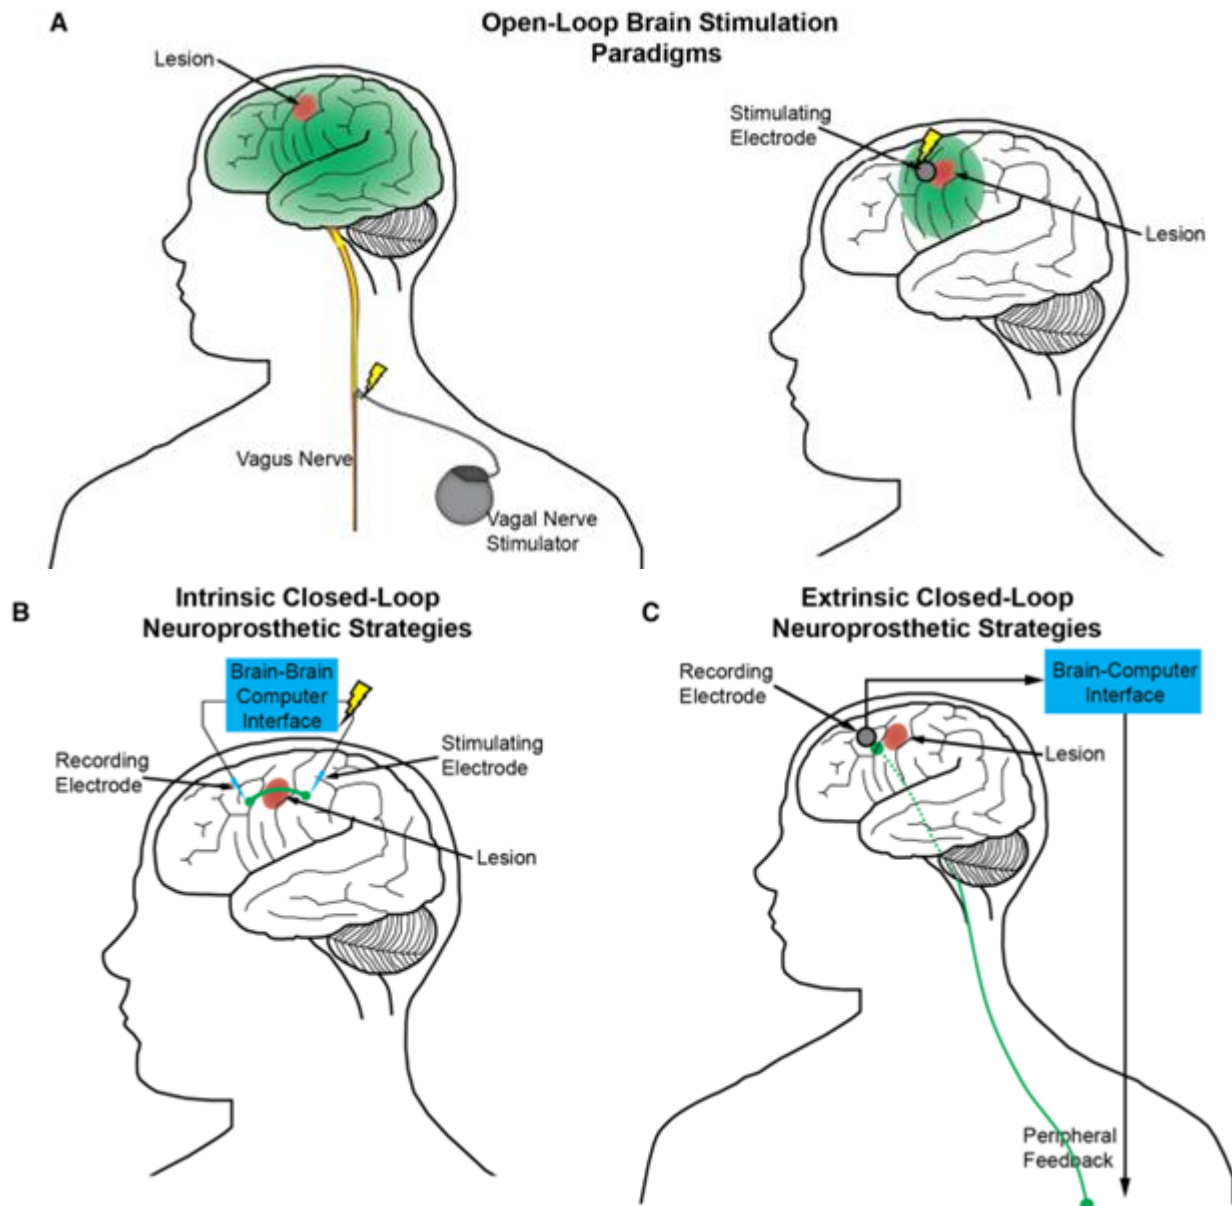 A
Open-Loop Brain Stimulation
Paradigms
Lesion
Stimulating
Electrode
Lesion
Vagus Nerve
Vagal Nerve
Stimulator
B
Intrinsic Closed-Loop
Neuroprosthetic Strategies
Brain-Brain
Computer
Interface
Recording
Electrode
Stimulating
Electrode
Lesion
C
Extrinsic Closed-Loop
Neuroprosthetic Strategies
Recording
Electrode
Brain-Computer
Interface
Lesion
Peripheral
Feedback